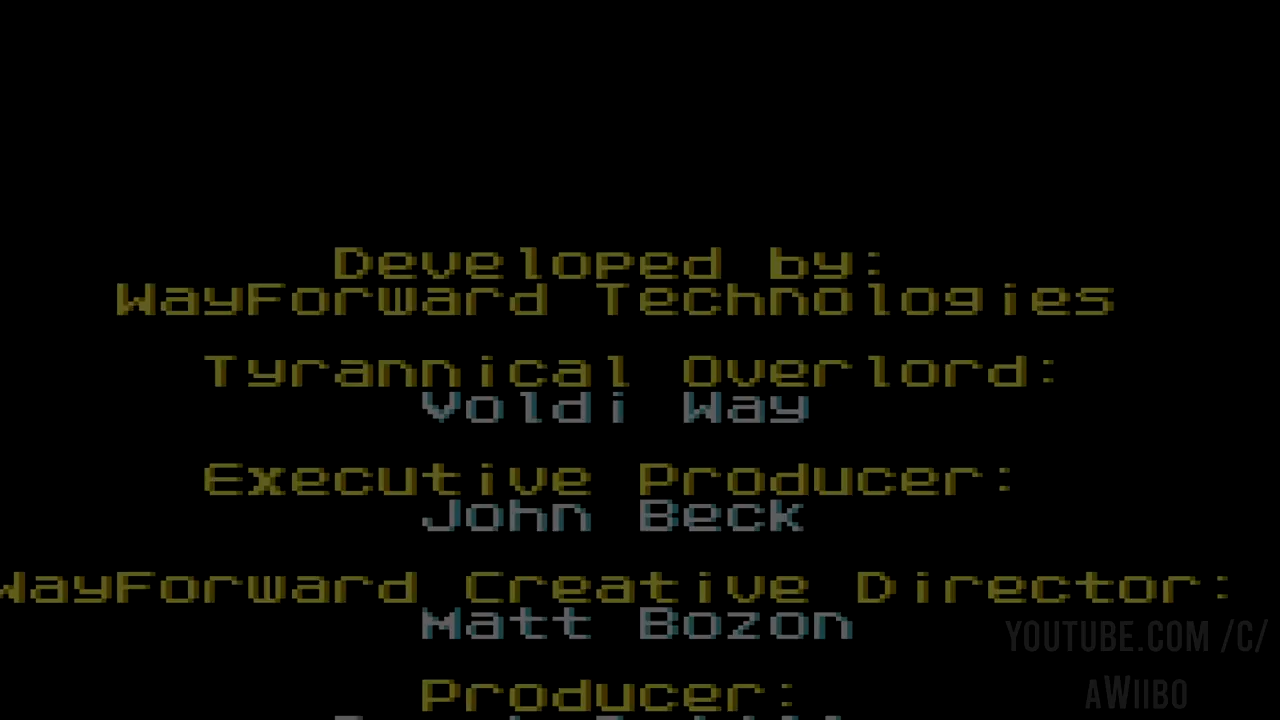 Developed by:
WayForward Technologies
Tyrannical Overlord:
Voldi Way
Executive Producer:
John Beck
WayForward Creative Director:
Matt Bozon
Producer:
YOUTUBE.COM /C/
AWIIBO